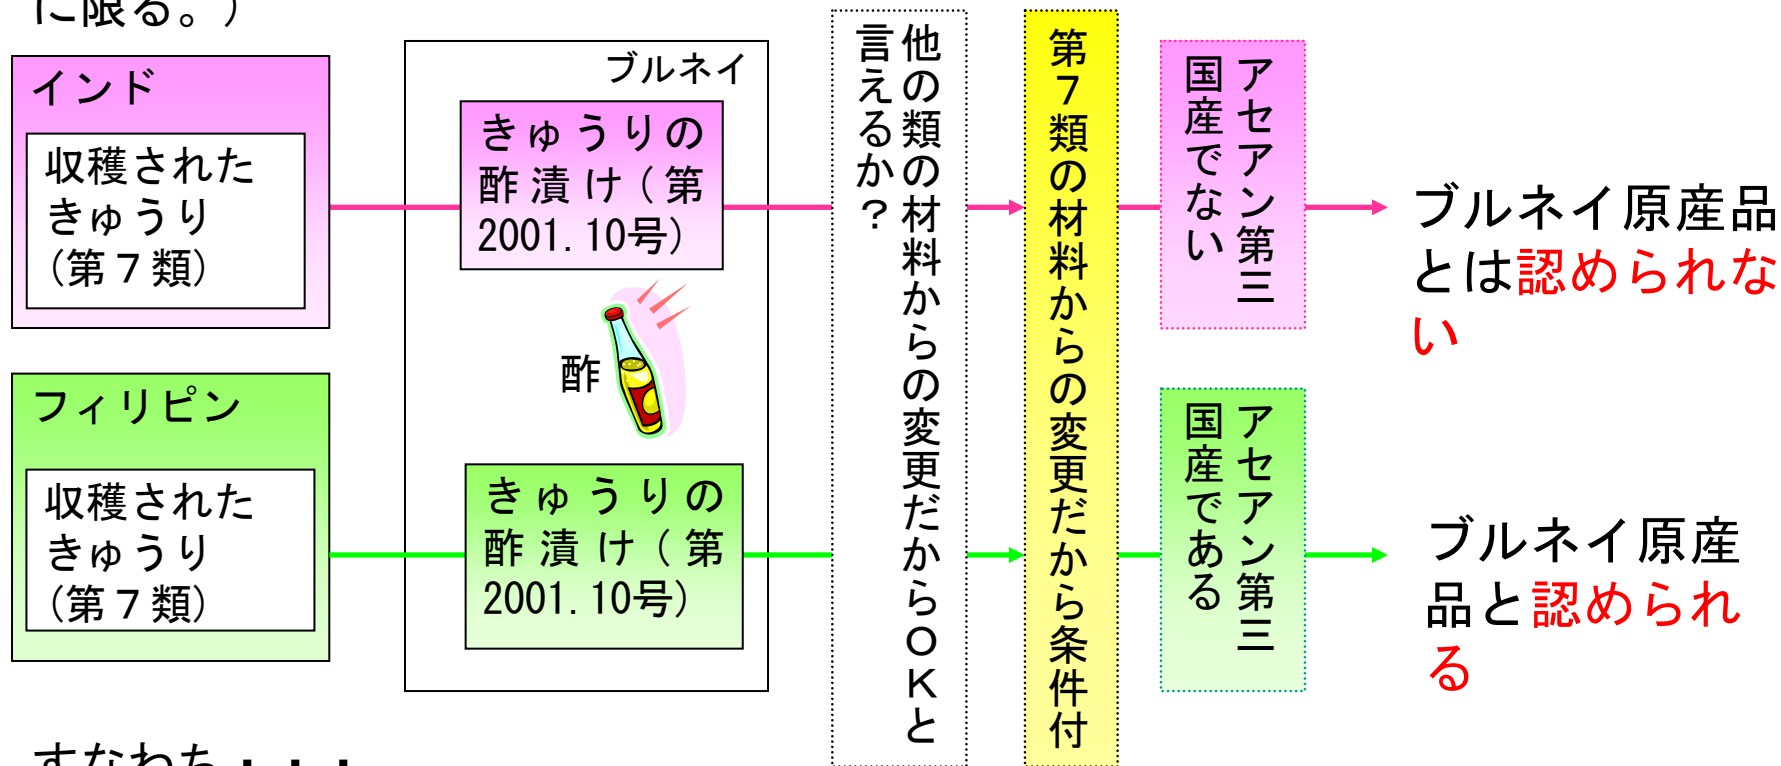 に限る。）
インド
収穫された
きゅうり
（第７類）
フィリピン
収穫された
きゅうり
（第７類）
ブルネイ
きゅうりの
酢漬け（第
2001.10号）
酢
きゅうりの
酢漬け（第
2001.10号）
他の類の材料からの変更だからＯＫと
言えるか？
第７類の材料からの変更だから条件付
アセアン第三
国産でない
アセアン第三
国産である
ブルネイ原産品
とは認められな
い
ブルネイ原産
品と認められ
る
すなわち・・・